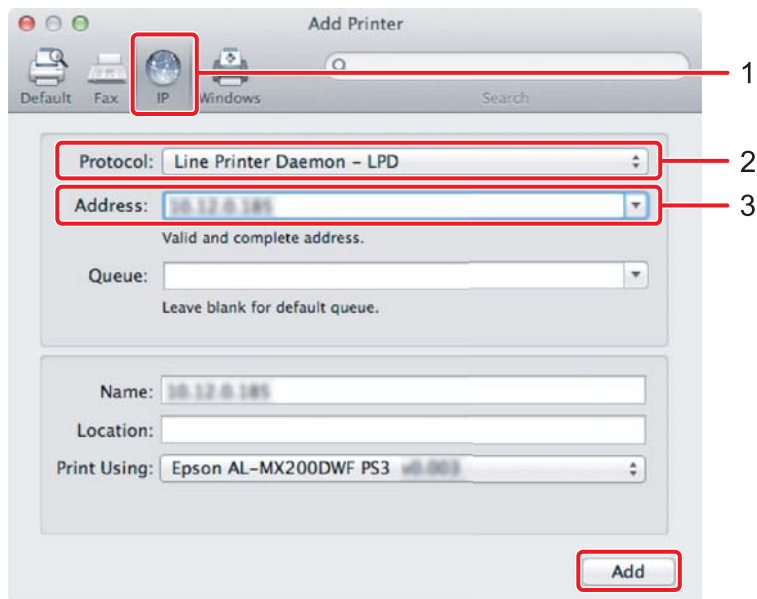 Add Printer
Default Fax IP Windows
Search
1
Protocol: Line Printer Daemon – LPD
2
Address:
3
Valid and complete address.
Queue:
Leave blank for default queue.
Name:
Location:
Print Using: Epson AL–MX200DWF PS3
Add